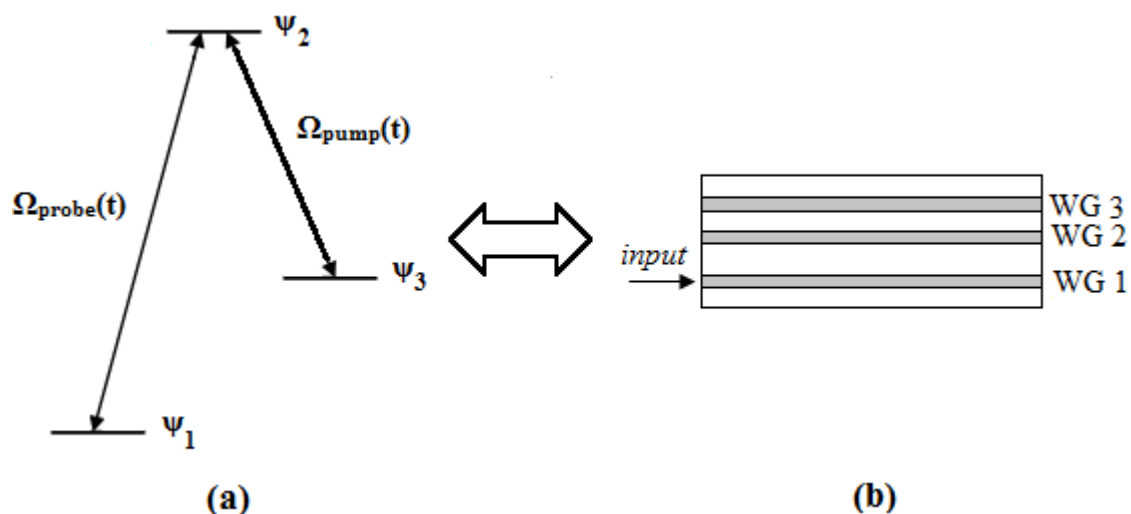 Ψ2
Ωpump(t)
Ωprobe(t)
Ψ3
Ψ1
(a)
WG 3
WG 2
input
WG 1
(b)